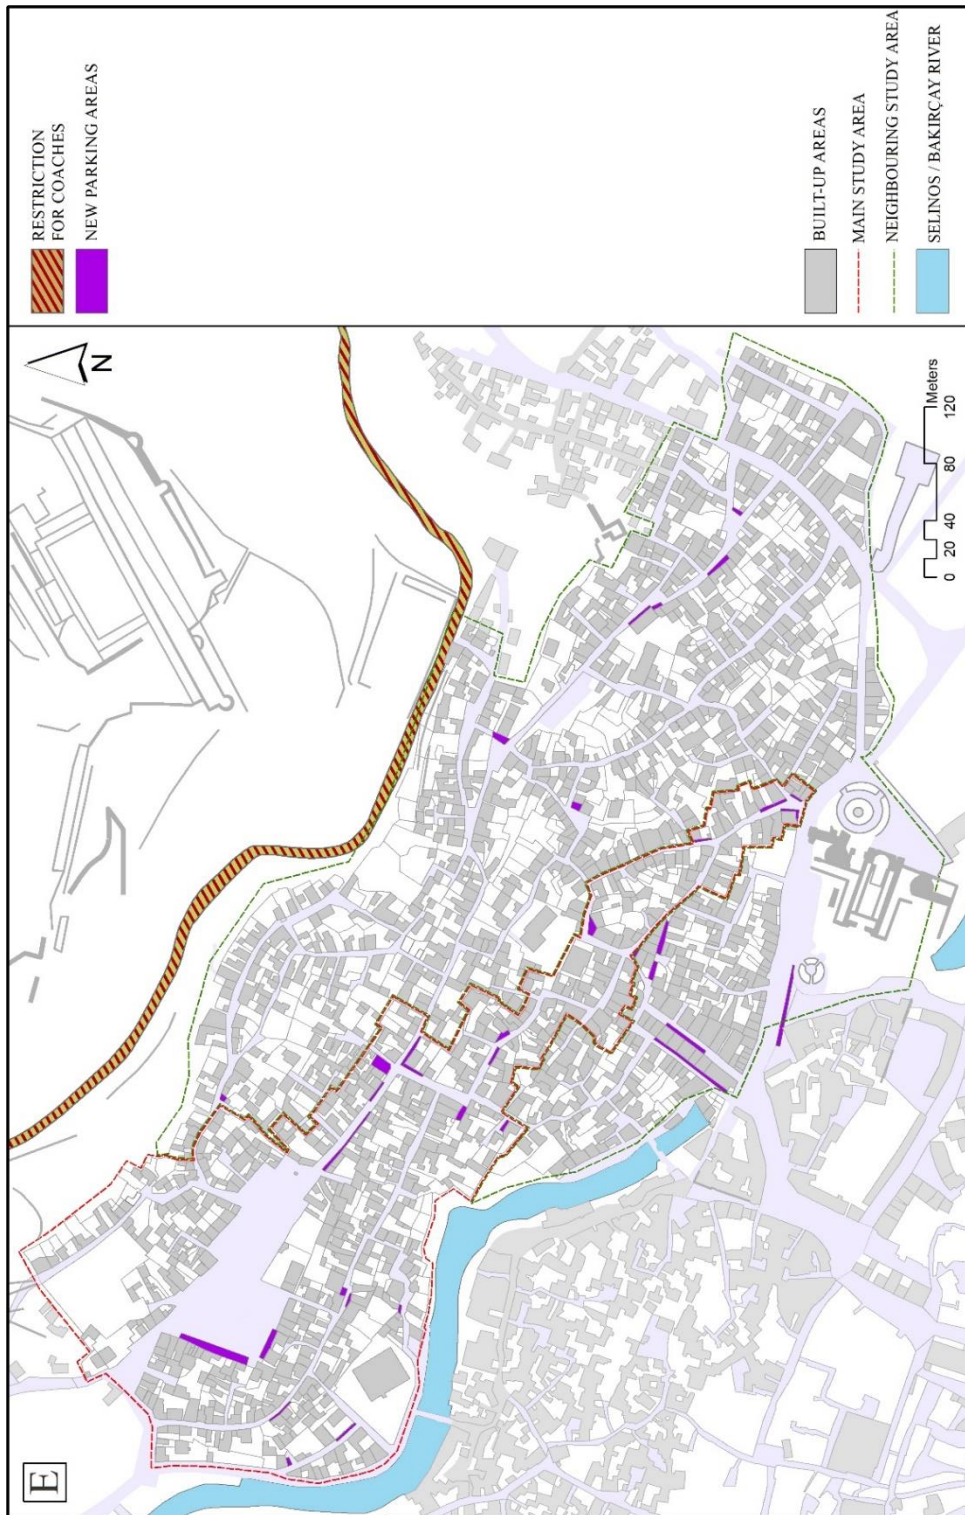 E
N
RESTRICTION
FOR COACHES
NEW PARKING AREAS
BUILT-UP AREAS
MAIN STUDY AREA
NEIGHBOURING STUDY AREA
SELINOS / BAKIRÇAY RIVER
0 20 40 80 120
Meters